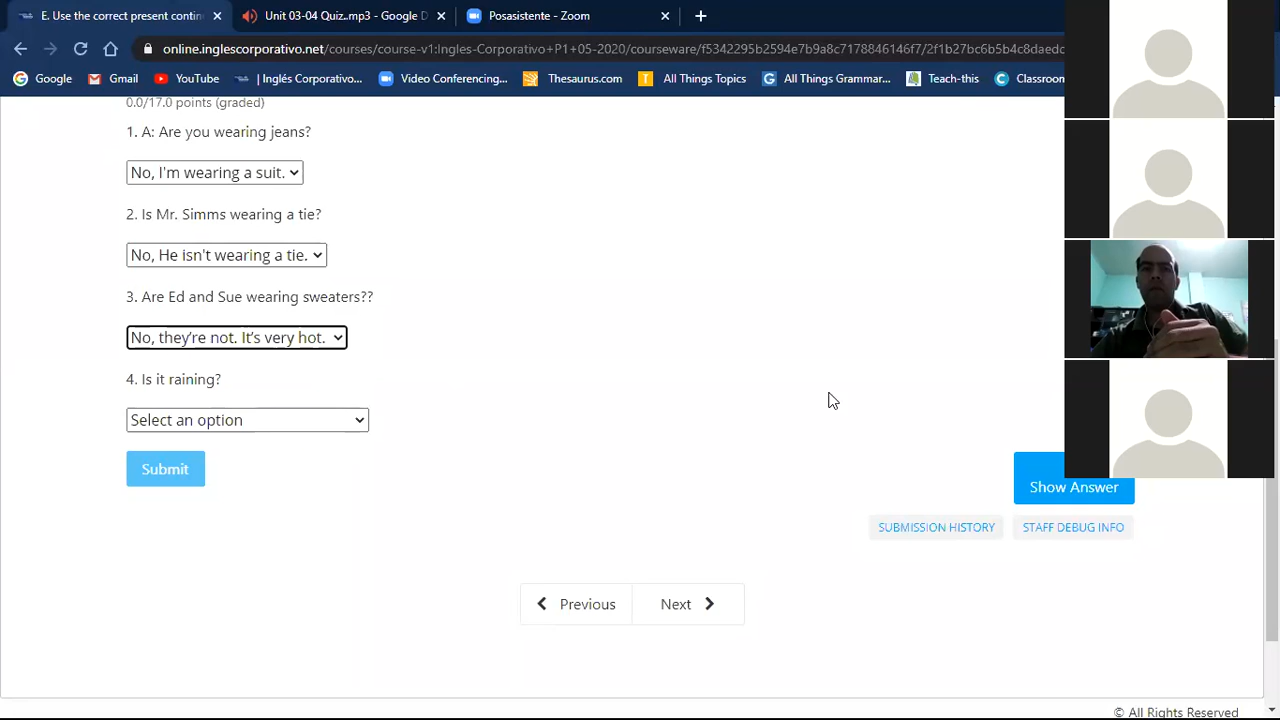 E. Use the correct present contin
Unit 03-04 Quiz.mp3 - Google D
Posasistente - Zoom
online.inglescorporativo.net/courses/course-v1:Ingles-Corporativo+P1+05-2020/courseware/f5342295b2594e7b9a8c7178846146f7/2f1b27bc6b5b4c8daedc
Google
Gmail
YouTube
| Inglés Corporativo...
Video Conferencing...
Thesaurus.com
All Things Topics
All Things Grammar...
Teach-this
Classroom
0.0/17.0 points (graded)
1. A: Are you wearing jeans?
No, I'm wearing a suit.
2. Is Mr. Simms wearing a tie?
No, He isn't wearing a tie.
3. Are Ed and Sue wearing sweaters??
No, they’re not. It’s very hot.
4. Is it raining?
Select an option
Submit
Show Answer
SUBMISSION HISTORY
STAFF DEBUG INFO
Previous
Next
© All Rights Reserved